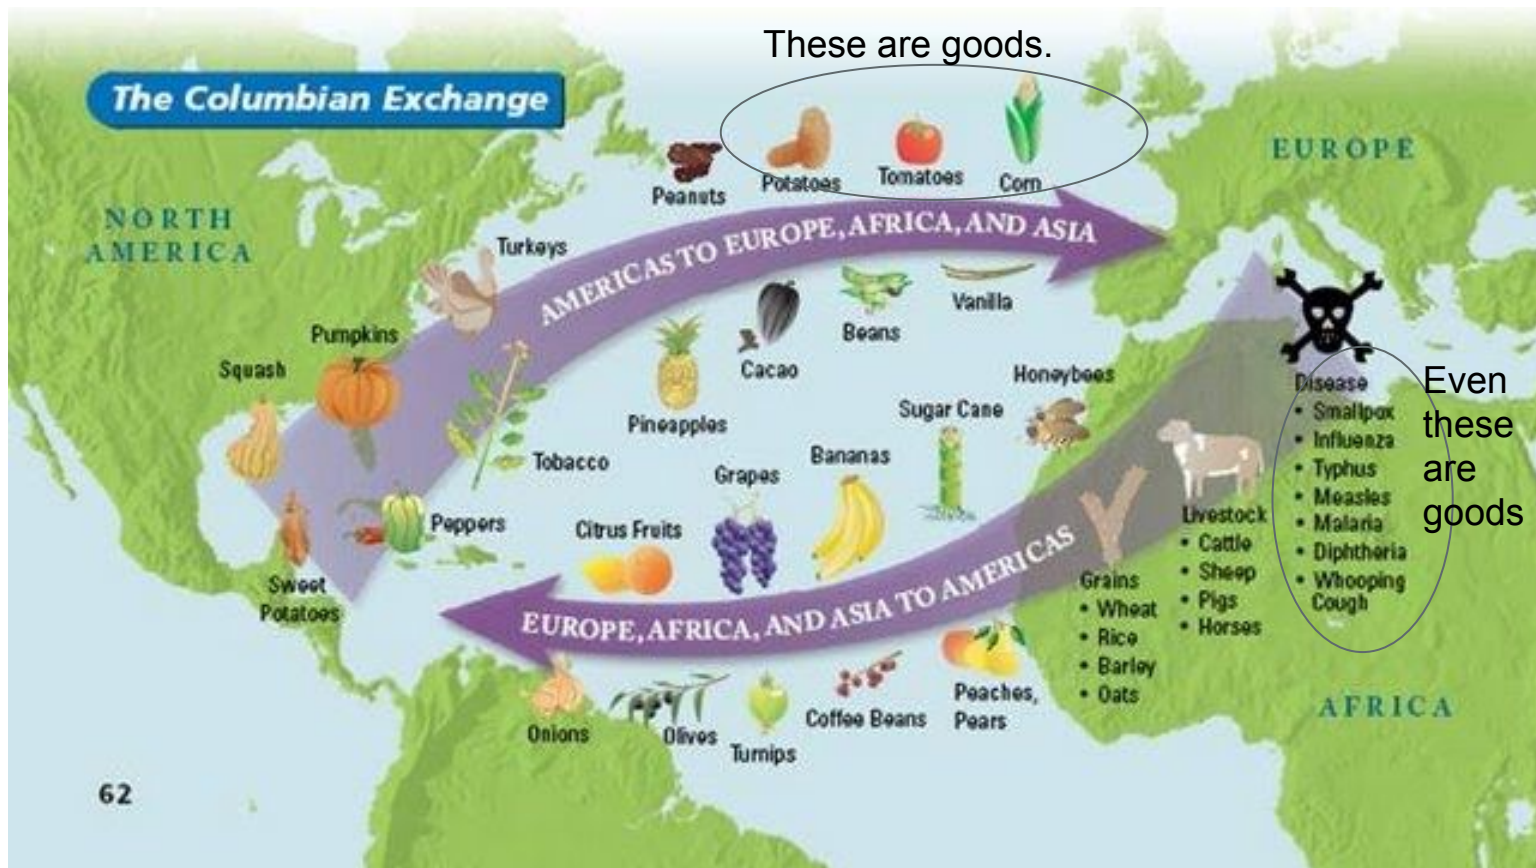 These are goods.
The Columbian Exchange
Peanuts
Potatoes
Tomatoes
Corn
EUROPE
NORTH
AMERICA
Turkeys
AMERICAS TO EUROPE, AFRICA, AND ASIA
Vanilla
Beans
Cacao
Pineapples
Pumpkins
Squash
Tobacco
Peppers
Sweet
Potatoes
Honeybees
Sugar Cane
Bananas
Grapes
Citrus Fruits
EUROPE, AFRICA, AND ASIA TO AMERICAS
Onions
Olives
Turnips
Coffee Beans
Peaches,
Pears
Grains
• Wheat
• Rice
• Barley
• Oats
Livestock
• Cattle
• Sheep
• Pigs
• Horses
Disease
• Smallpox
• Influenza
• Typhus
• Measles
• Malaria
• Diphtheria
• Whooping
Cough
Even
these
are
goods
AFRICA
62